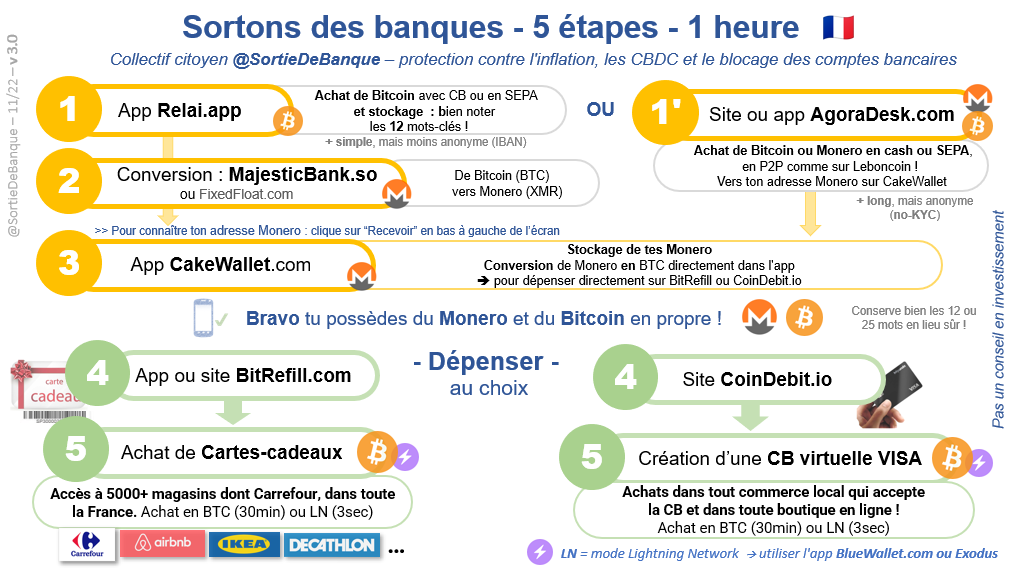 Sortons des banques - 5 étapes - 1 heure
Collectif citoyen @SortieDeBanque – protection contre l'inflation, les CBDC et le blocage des comptes bancaires
@SortieDeBanque – 11/22 – v 3.0
1
App Relai.app
Achat de Bitcoin avec CB ou en SEPA
et stockage : bien noter
les 12 mots-clés !
+ simple, mais moins anonyme (IBAN)
OU
1'
Site ou app AgoraDesk.com
Achat de Bitcoin ou Monero en cash ou SEPA,
en P2P comme sur Leboncoin !
Vers ton adresse Monero sur CakeWallet
+ long, mais anonyme
(no-KYC)
2
Conversion : MajesticBank.so
ou FixedFloat.com
De Bitcoin (BTC)
vers Monero (XMR)
>> Pour connaître ton adresse Monero : clique sur “Recevoir” en bas à gauche de l’écran
3
App CakeWallet.com
Stockage de tes Monero
Conversion de Monero en BTC directement dans l'app
➔ pour dépenser directement sur BitRefill ou CoinDebit.io
Bravo tu possèdes du Monero et du Bitcoin en propre !
Conserve bien les 12 ou
25 mots en lieu sûr !
Pas un conseil en investissement
- Dépenser -
au choix
carte
cadeau
4
App ou site BitRefill.com
4
Site CoinDebit.io
VISA
5
Achat de Cartes-cadeaux
Accès à 5000+ magasins dont Carrefour, dans toute
la France. Achat en BTC (30min) ou LN (3sec)
Carrefour
airbnb
IKEA
DECATHLON
...
5
Création d’une CB virtuelle VISA
Achats dans tout commerce local qui accepte
la CB et dans toute boutique en ligne !
Achat en BTC (30min) ou LN (3sec)
LN = mode Lightning Network → utiliser l'app BlueWallet.com ou Exodus